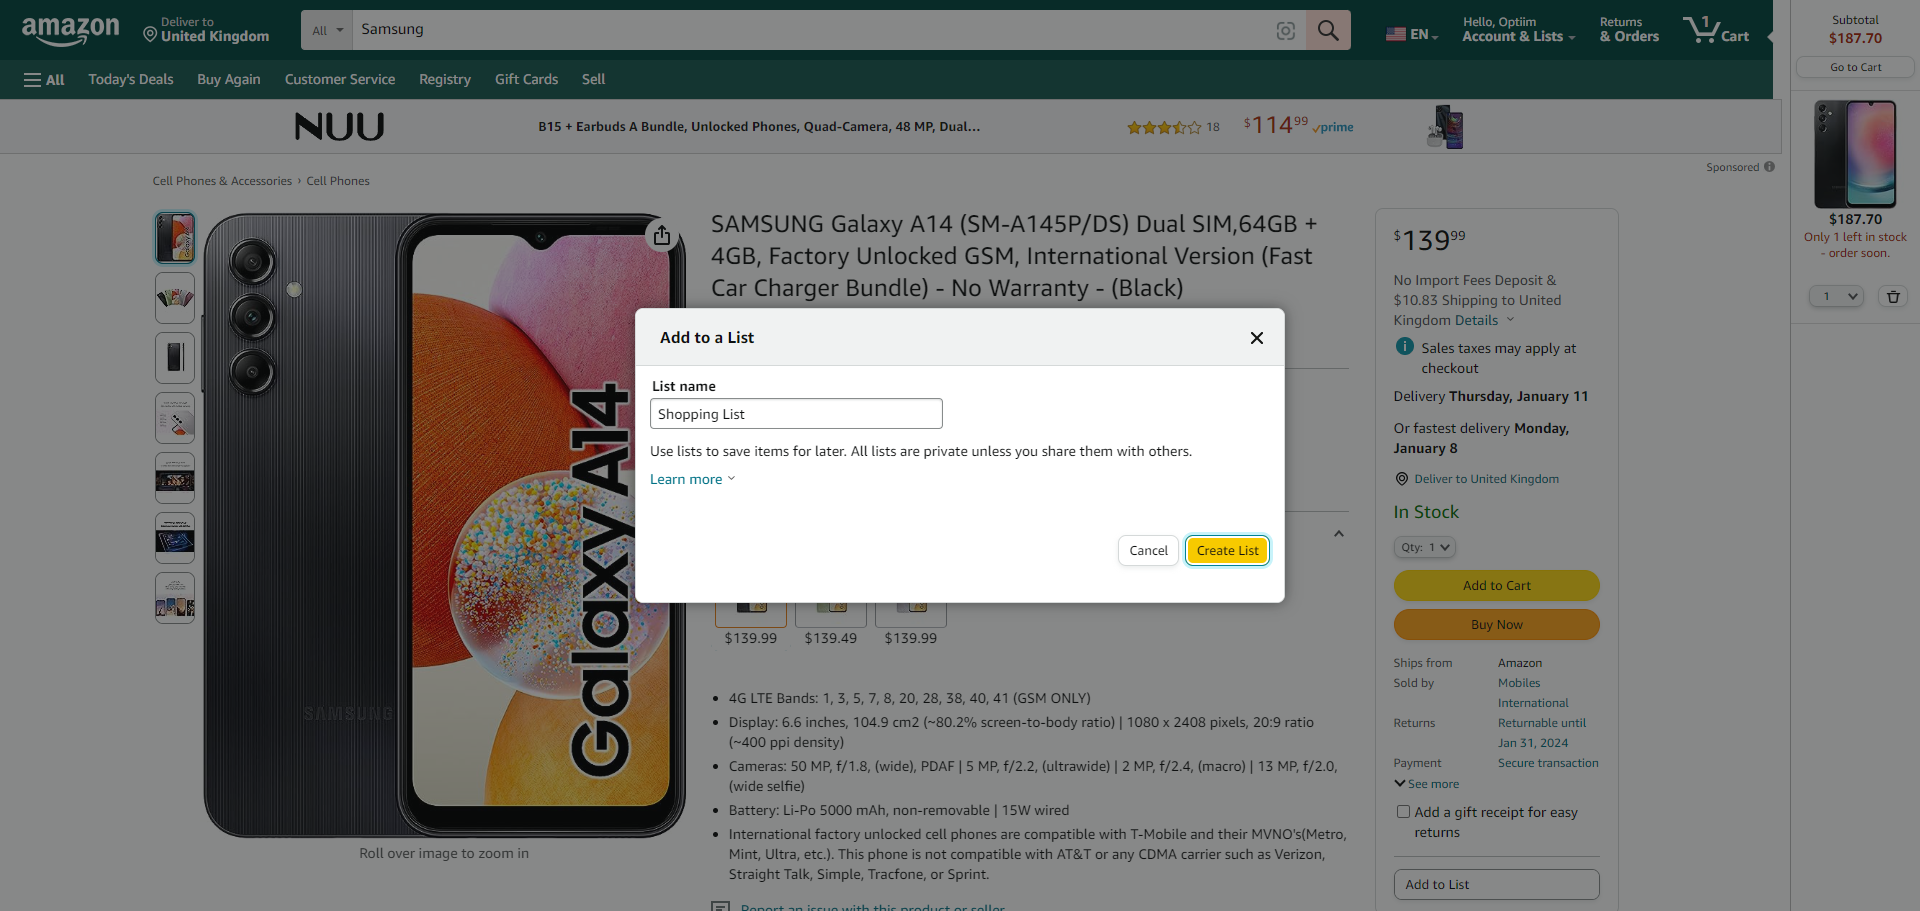 amazon
Deliver to
United Kingdom
All
Samsung
EN
Hello, Optiim
Account & Lists
Returns
& Orders
1
Cart
All
Today's Deals
Buy Again
Customer Service
Registry
Gift Cards
Sell
Subtotal
$187.70
Go to Cart
$187.70
Only 1 left in stock
- order soon.
1
NUU
B15 + Earbuds A Bundle, Unlocked Phones, Quad-Camera, 48 MP, Dual...
18
$114 99
prime
Sponsored
Cell Phones & Accessories › Cell Phones
SAMSUNG
Galaxy A14
Roll over image to zoom in
SAMSUNG Galaxy A14 (SM-A145P/DS) Dual SIM,64GB +
4GB, Factory Unlocked GSM, International Version (Fast
Car Charger Bundle) - No Warranty - (Black)
Add to a List
List name
Shopping List
Use lists to save items for later. All lists are private unless you share them with others.
Learn more
Cancel
Create List
$139.99
$139.49
$139.99
• 4G LTE Bands: 1, 3, 5, 7, 8, 20, 28, 38, 40, 41 (GSM ONLY)
• Display: 6.6 inches, 104.9 cm2 (~80.2% screen-to-body ratio) | 1080 x 2408 pixels, 20:9 ratio
(~400 ppi density)
• Cameras: 50 MP, f/1.8, (wide), PDAF | 5 MP, f/2.2, (ultrawide) | 2 MP, f/2.4, (macro) | 13 MP, f/2.0,
(wide selfie)
• Battery: Li-Po 5000 mAh, non-removable | 15W wired
• International factory unlocked cell phones are compatible with T-Mobile and their MVNO's(Metro,
Mint, Ultra, etc.). This phone is not compatible with AT&T or any CDMA carrier such as Verizon,
Straight Talk, Simple, Tracfone, or Sprint.
Report an issue with this product or seller
$139 99
No Import Fees Deposit &
$10.83 Shipping to United
Kingdom Details
Sales taxes may apply at
checkout
Delivery Thursday, January 11
Or fastest delivery Monday,
January 8
Deliver to United Kingdom
In Stock
Qty: 1
Add to Cart
Buy Now
Ships from Amazon
Sold by Mobiles
International
Returns Returnable until
Jan 31, 2024
Payment Secure transaction
See more
Add a gift receipt for easy
returns
Add to List